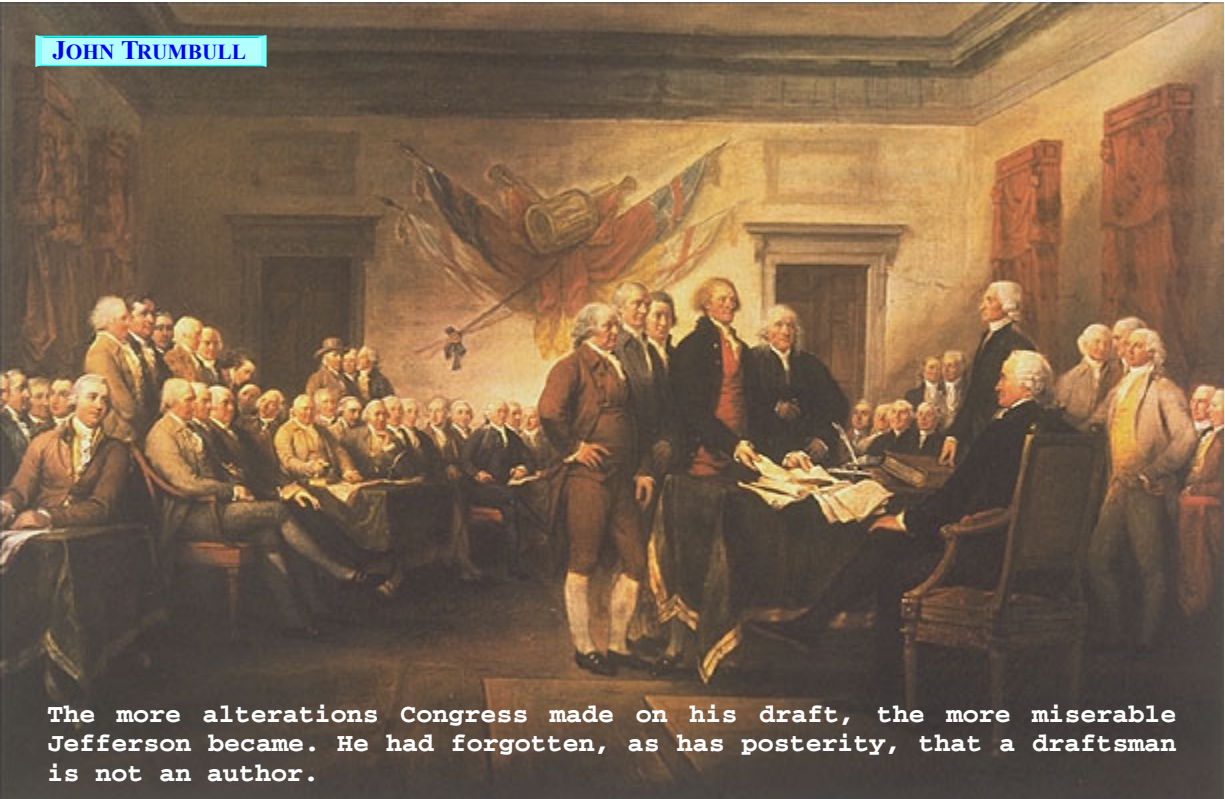 JOHN TRUMBULL
The more alterations Congress made on his draft, the more miserable
Jefferson became. He had forgotten, as has posterity, that a draftsman
is not an author.